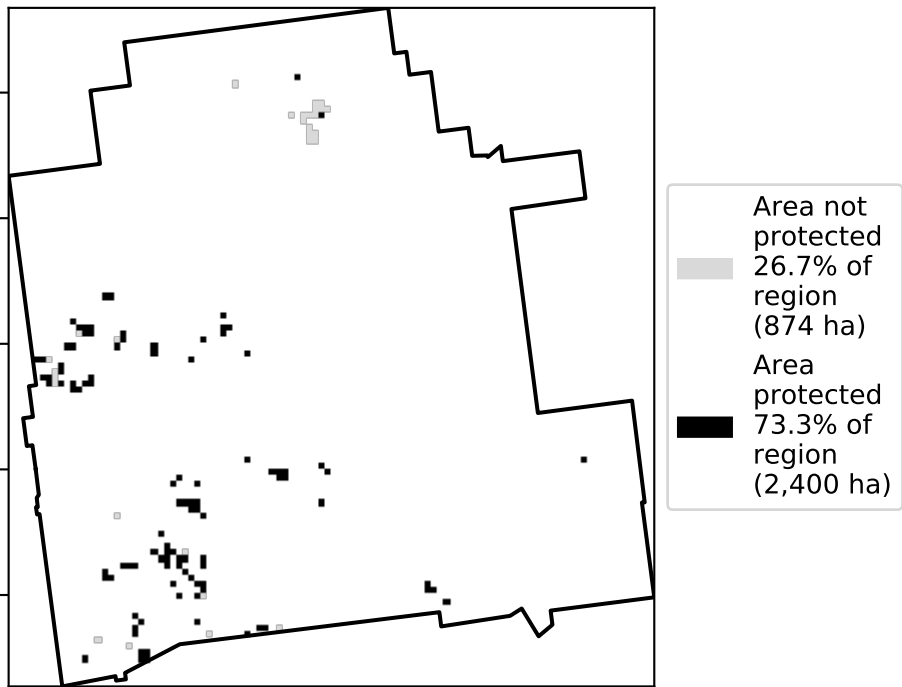 Area not
protected
26.7% of
region
(874 ha)
Area
protected
73.3% of
region
(2,400 ha)